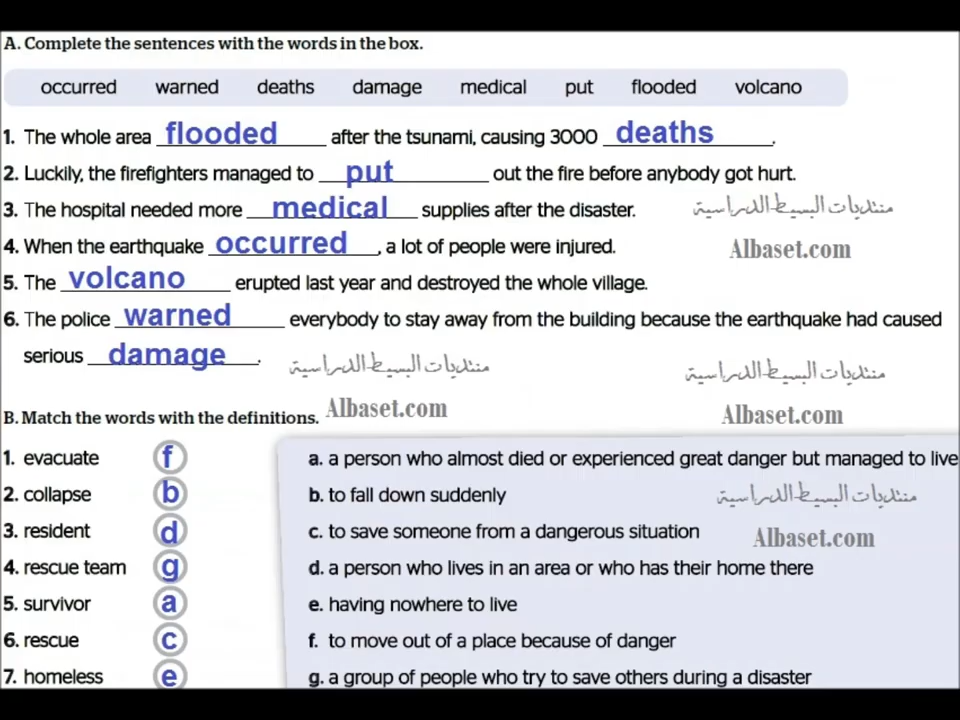 A. Complete the sentences with the words in the box.
occurred warned deaths damage medical put flooded volcano
1. The whole area flooded after the tsunami, causing 3000 deaths.
2. Luckily, the firefighters managed to put out the fire before anybody got hurt.
3. The hospital needed more medical supplies after the disaster.
منتديات البسيط الدراسية
4. When the earthquake occurred, a lot of people were injured.
Albaset.com
5. The volcano erupted last year and destroyed the whole village.
6. The police warned everybody to stay away from the building because the earthquake had caused
serious damage.
منتديات البسيط الدراسية
منتديات البسيط الدراسية
B. Match the words with the definitions.
Albaset.com
Albaset.com
1. evacuate f a. a person who almost died or experienced great danger but managed to live
2. collapse b b. to fall down suddenly
منتديات البسيط الدراسية
3. resident d c. to save someone from a dangerous situation
Albaset.com
4. rescue team g d. a person who lives in an area or who has their home there
5. survivor a e. having nowhere to live
6. rescue c f. to move out of a place because of danger
7. homeless e g. a group of people who try to save others during a disaster